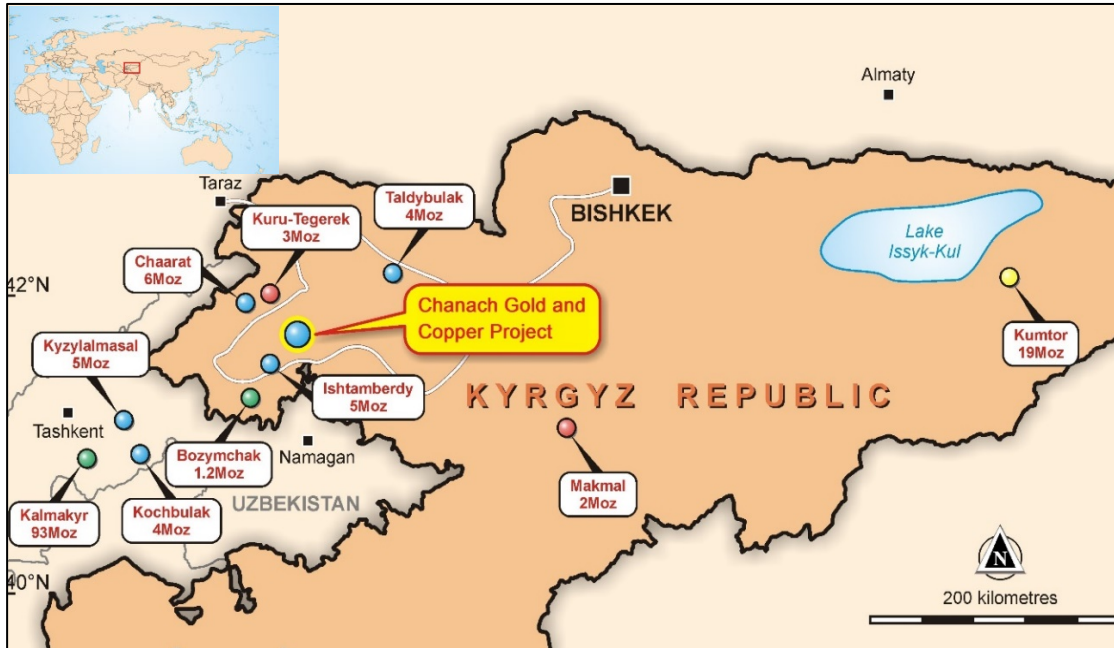 Almaty
Taraz
Kuru-Tegerek
3Moz
Taldybulak
4Moz
BISHKEK
Lake
Issyk-Kul
Chaarat
6Moz
42°N
Chanach Gold and
Copper Project
Kumtor
19Moz
Kyzylalmasal
5Moz
Ishtamberdy
5Moz
KYRGYZ REPUBLIC
Tashkent
Bozymchak
1.2Moz
Namagan
Makmal
2Moz
Kalmakyr
93Moz
Kochbulak
4Moz
UZBEKISTAN
N
40°N
200 kilometres